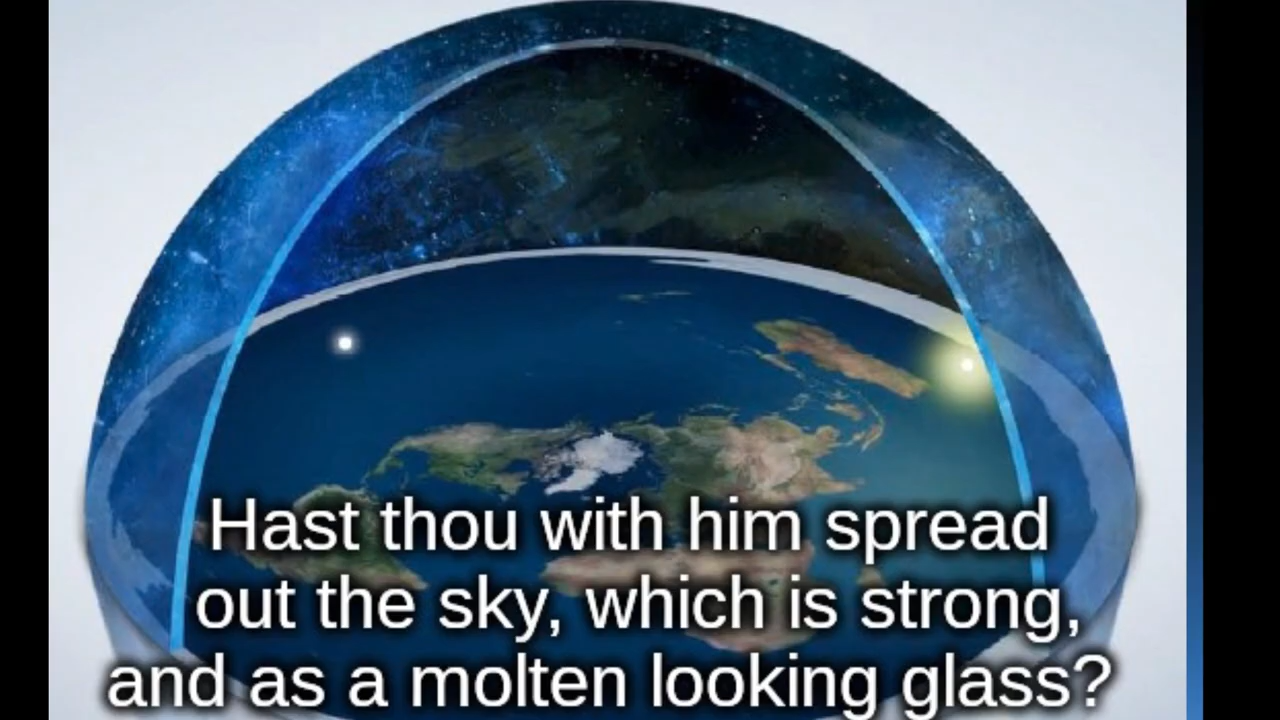 Hast thou with him spread
out the sky, which is strong,
and as a molten looking glass?